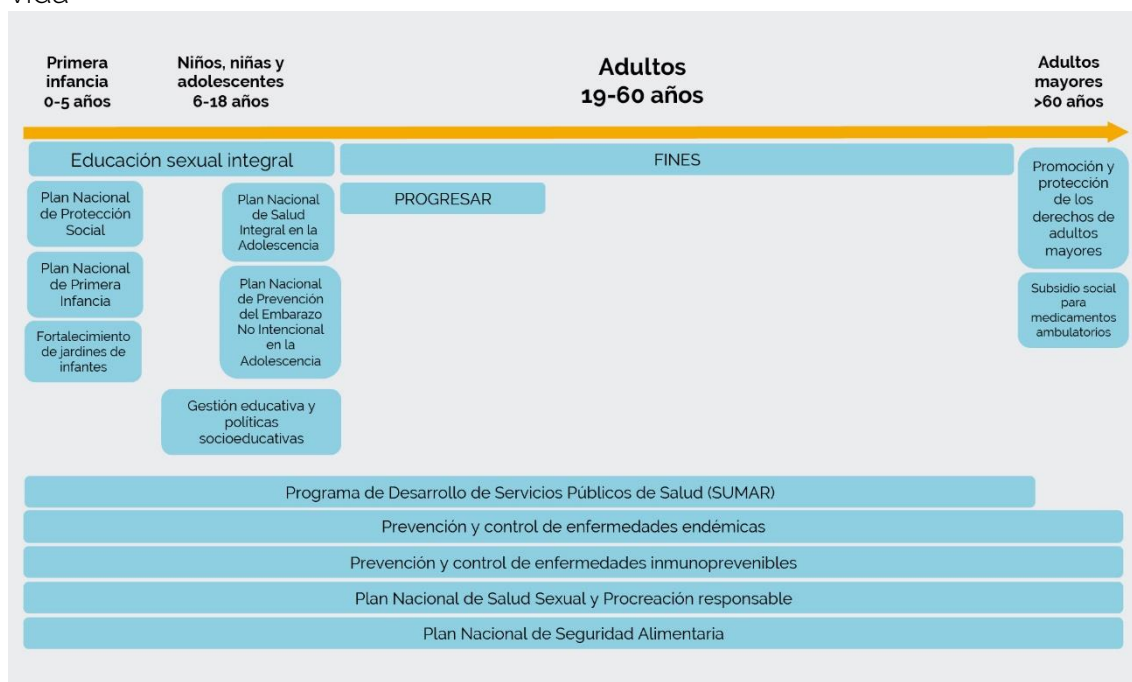 vida
Primera
infancia
0-5 años
Niños, niñas y
adolescentes
6-18 años
Adultos
19-60 años
Adultos
mayores
>60 años
Educación sexual integral
FINES
Plan Nacional
de Protección
Social
Plan Nacional
de Salud
Integral en la
Adolescencia
PROGRESAR
Promoción y
protección
de los
derechos de
adultos
mayores
Plan Nacional
de Primera
Infancia
Plan Nacional
de Prevención
del Embarazo
No Intencional
en la
Adolescencia
Subsidio social
para
medicamentos
ambulatorios
Fortalecimiento
de jardines de
infantes
Gestión educativa y
políticas
socioeducativas
Programa de Desarrollo de Servicios Públicos de Salud (SUMAR)
Prevención y control de enfermedades endémicas
Prevención y control de enfermedades inmunoprevenibles
Plan Nacional de Salud Sexual y Procreación responsable
Plan Nacional de Seguridad Alimentaria